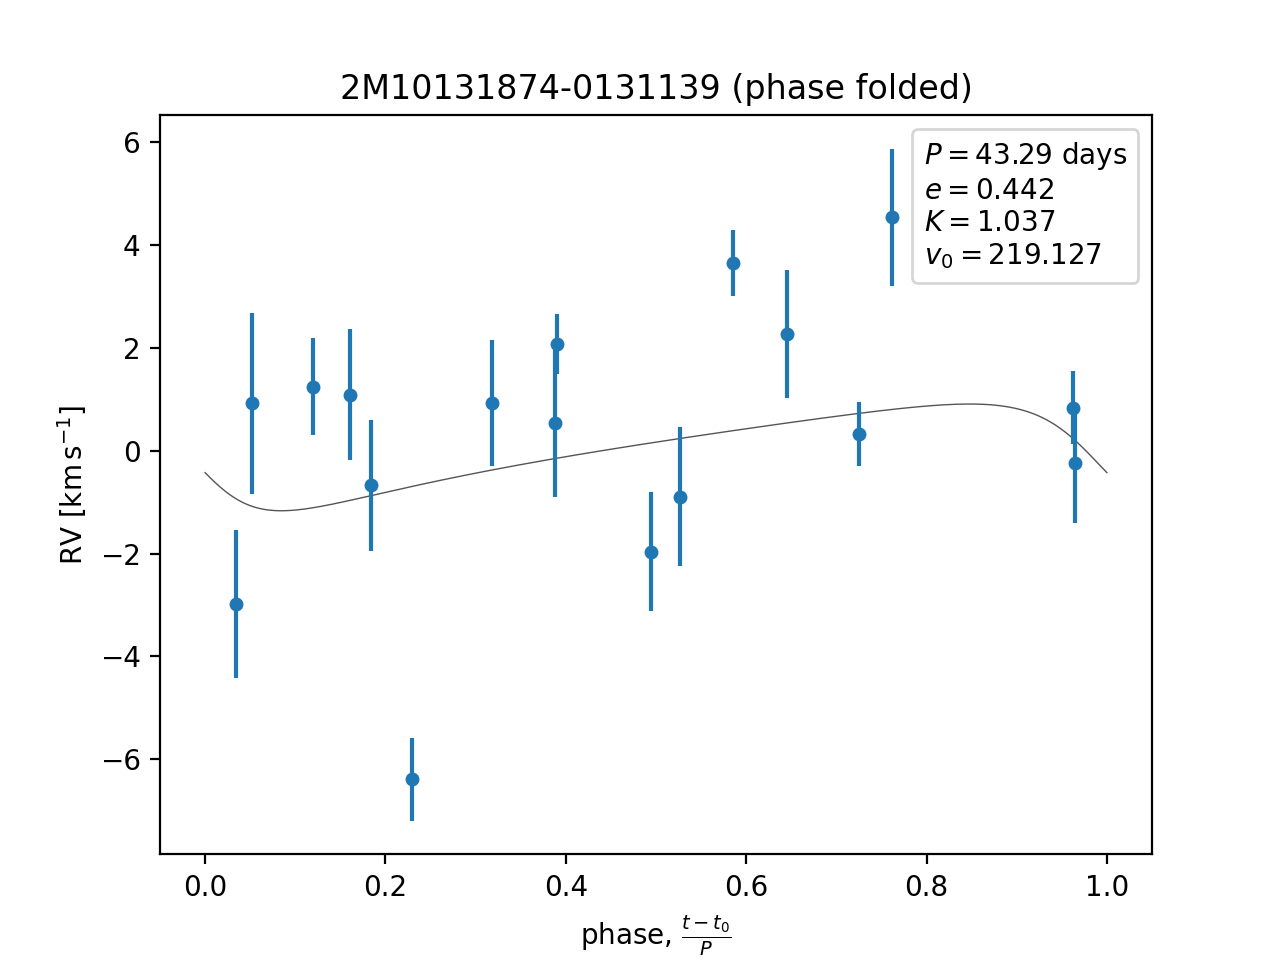 2M10131874-0131139 (phase folded)
P = 43.29 days
e = 0.442
K = 1.037
v₀ = 219.127
6
4
2
0
−2
−4
−6
RV [km s⁻¹]
0.0 0.2 0.4 0.6 0.8 1.0
phase, (t − t₀)/P